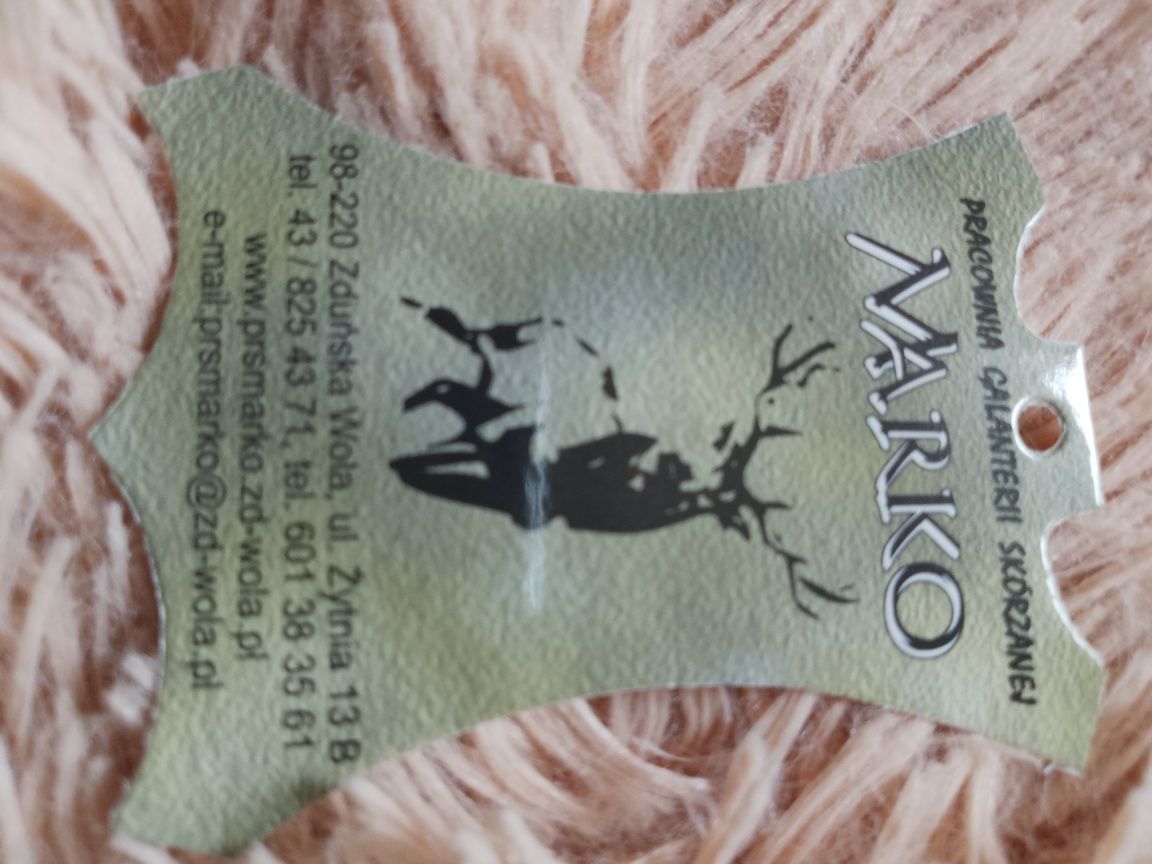 PRACOWNIA GALANTERII SKÓRZANEJ
MARKO
98-220 Zduńska Wola, ul. Żytnia 13 B
tel. 43 / 825 43 71, tel. 601 38 35 61
www.prsmarko.zd-wola.pl
e-mail:prsmarko@zd-wola.pl